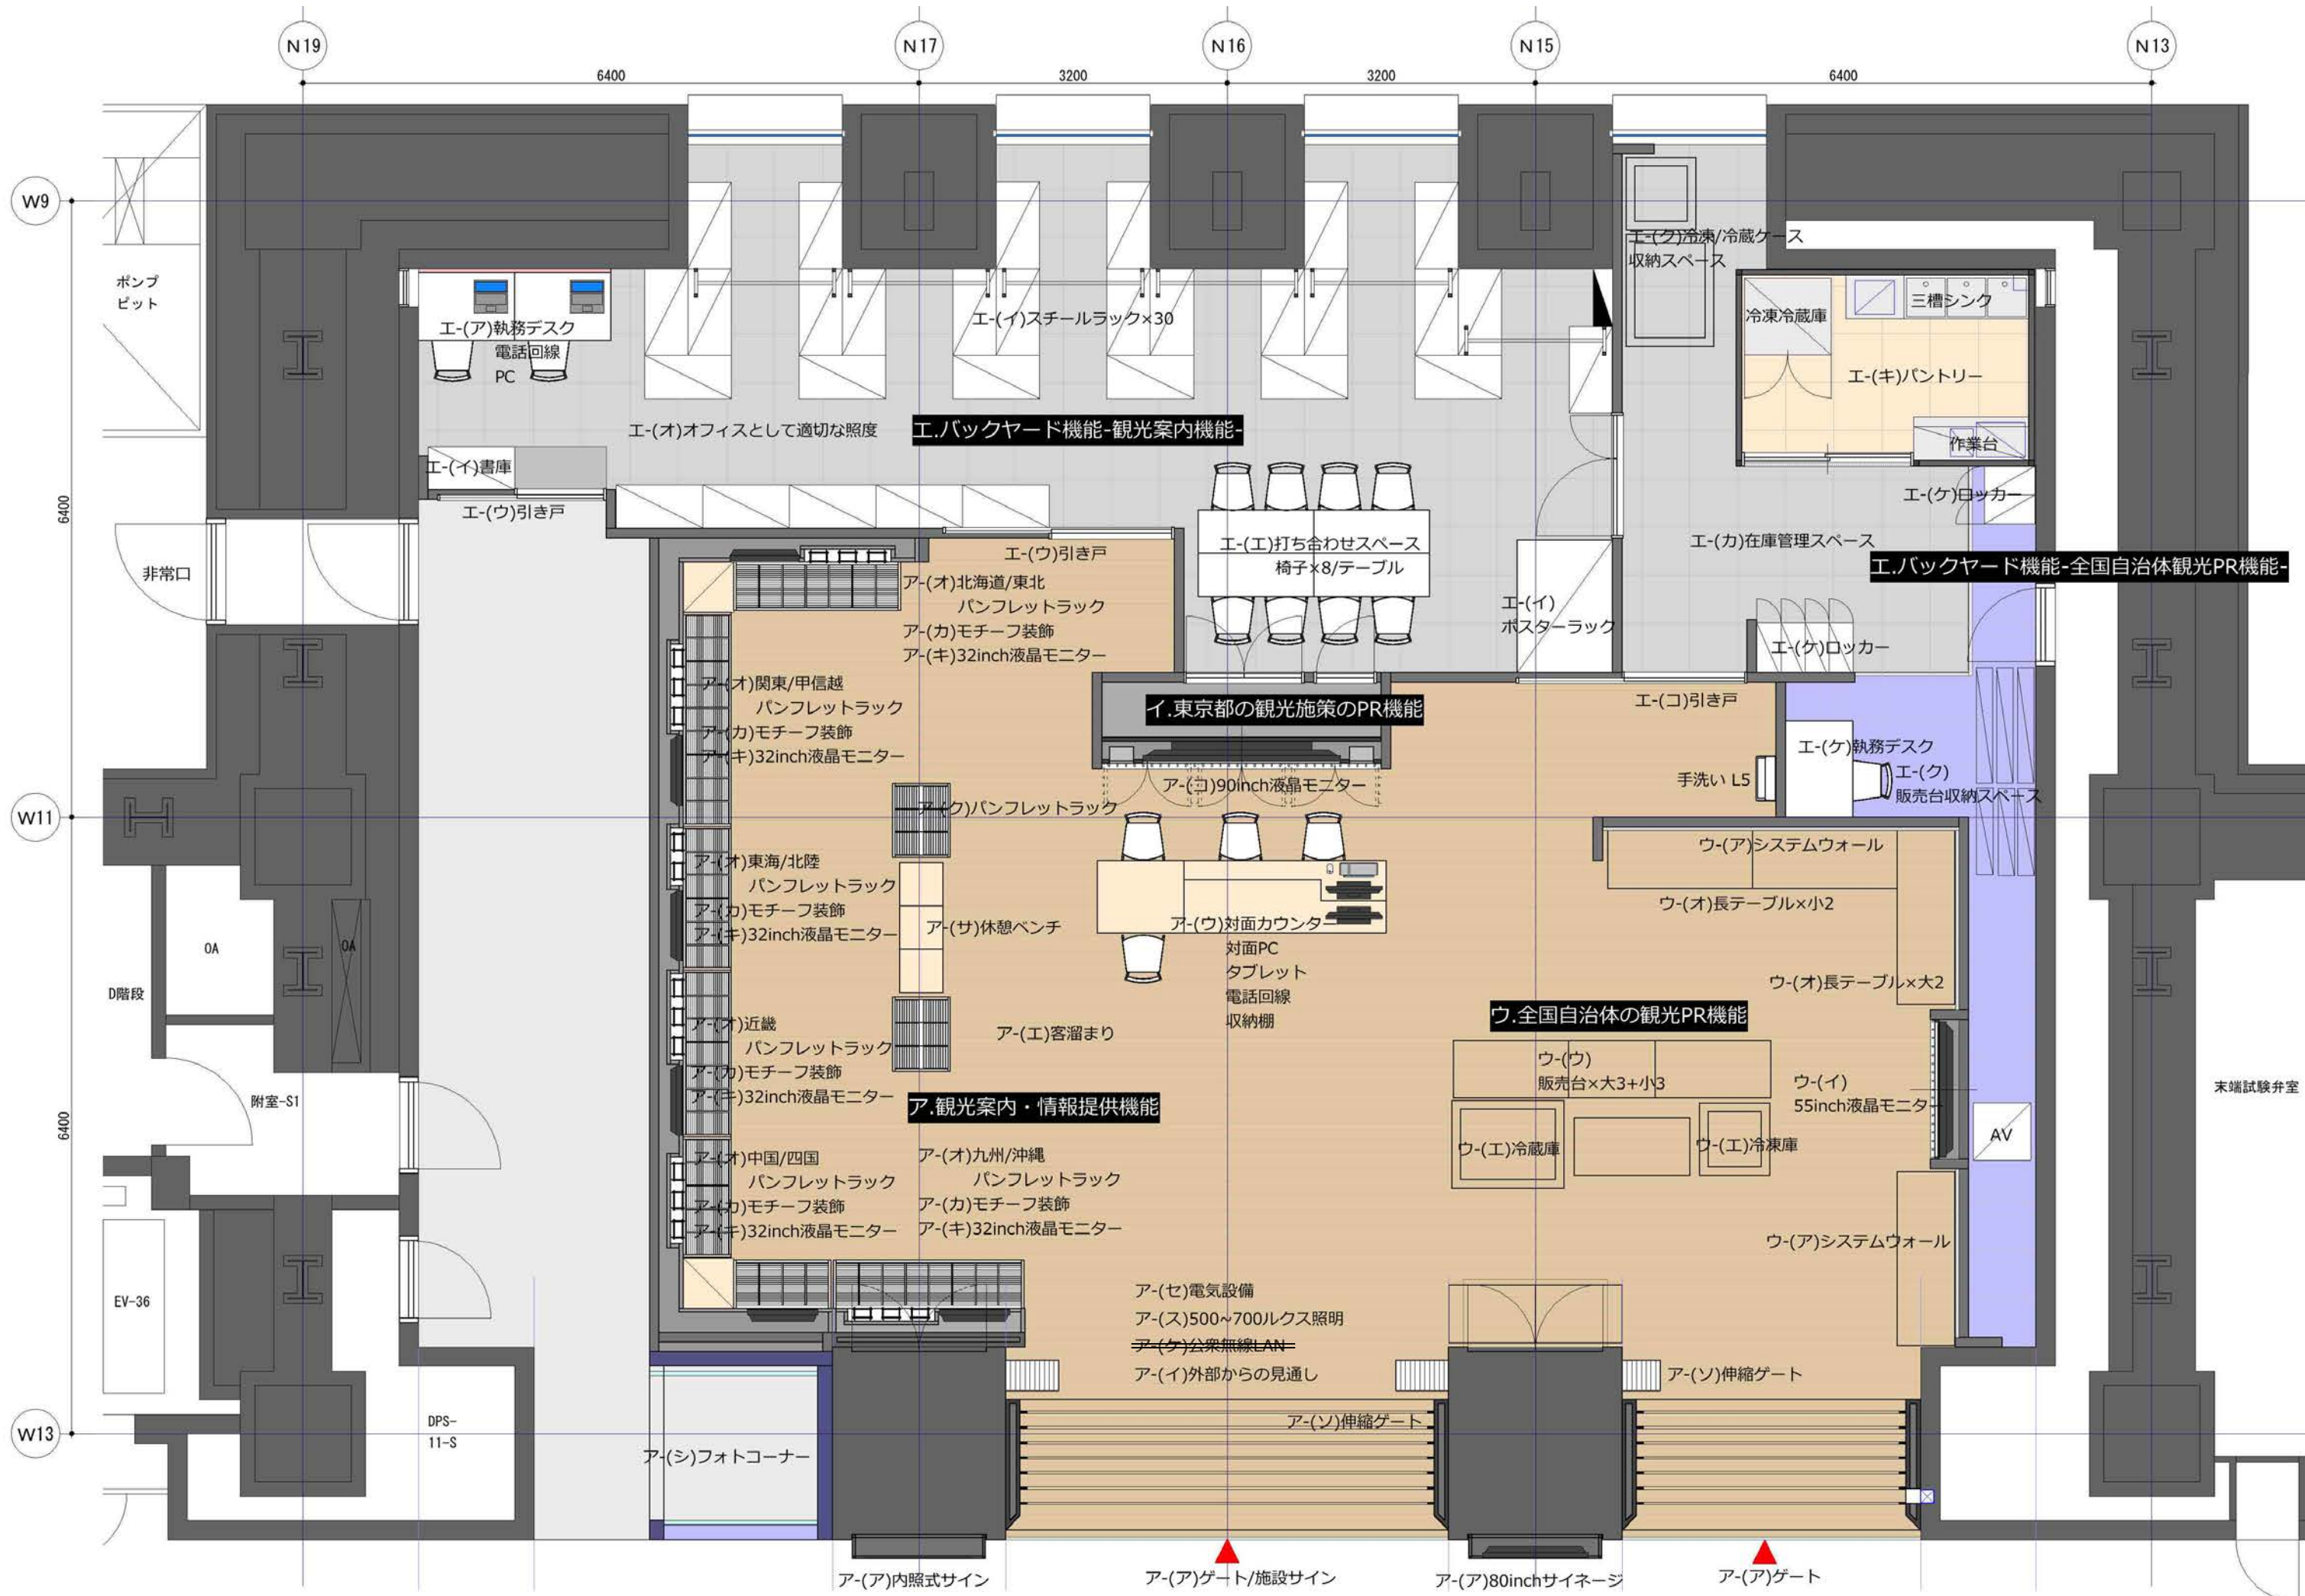 N19
N17
N16
N15
N13
6400
3200
3200
6400
W9
W11
W13
6400
6400
ポンプ
ピット
エ-(ア)執務デスク
電話回線
PC
エ-(イ)スチールラック×30
エ-(ク)冷凍/冷蔵ケース
収納スペース
冷凍冷蔵庫
三槽シンク
エ-(キ)パントリー
作業台
エ-(オ)オフィスとして適切な照度
エ.バックヤード機能-観光案内機能-
エ-(イ)書庫
エ-(ウ)引き戸
エ-(ケ)ロッカー
非常口
エ-(ウ)引き戸
エ-(エ)打ち合わせスペース
椅子×8/テーブル
エ-(カ)在庫管理スペース
エ.バックヤード機能-全国自治体観光PR機能-
エ-(イ)
ポスターラック
エ-(ケ)ロッカー
ア-(オ)北海道/東北
パンフレットラック
ア-(カ)モチーフ装飾
ア-(キ)32inch液晶モニター
ア-(オ)関東/甲信越
パンフレットラック
ア-(カ)モチーフ装飾
ア-(キ)32inch液晶モニター
イ.東京都の観光施策のPR機能
エ-(コ)引き戸
エ-(ケ)執務デスク
エ-(ク)
販売台収納スペース
手洗い L5
ア-(コ)90inch液晶モニター
ア-(ク)パンフレットラック
ア-(オ)東海/北陸
パンフレットラック
ア-(カ)モチーフ装飾
ア-(キ)32inch液晶モニター
ア-(サ)休憩ベンチ
ア-(ウ)対面カウンター
対面PC
タブレット
電話回線
収納棚
ウ-(ア)システムウォール
ウ-(オ)長テーブル×小2
ウ-(オ)長テーブル×大2
OA
OA
D階段
ウ.全国自治体の観光PR機能
ア-(オ)近畿
パンフレットラック
ア-(カ)モチーフ装飾
ア-(キ)32inch液晶モニター
ア-(エ)客溜まり
ウ-(ウ)
販売台×大3+小3
ウ-(イ)
55inch液晶モニター
附室-S1
ア.観光案内・情報提供機能
末端試験弁室
AV
ウ-(エ)冷蔵庫
ウ-(エ)冷凍庫
ア-(オ)中国/四国
パンフレットラック
ア-(カ)モチーフ装飾
ア-(キ)32inch液晶モニター
ア-(オ)九州/沖縄
パンフレットラック
ア-(カ)モチーフ装飾
ア-(キ)32inch液晶モニター
ウ-(ア)システムウォール
EV-36
ア-(セ)電気設備
ア-(ス)500~700ルクス照明
ア-(ケ)公衆無線LAN
ア-(イ)外部からの見通し
ア-(ソ)伸縮ゲート
ア-(ソ)伸縮ゲート
DPS-
11-S
ア-(シ)フォトコーナー
ア-(ア)内照式サイン
ア-(ア)ゲート/施設サイン
ア-(ア)80inchサイネージ
ア-(ア)ゲート